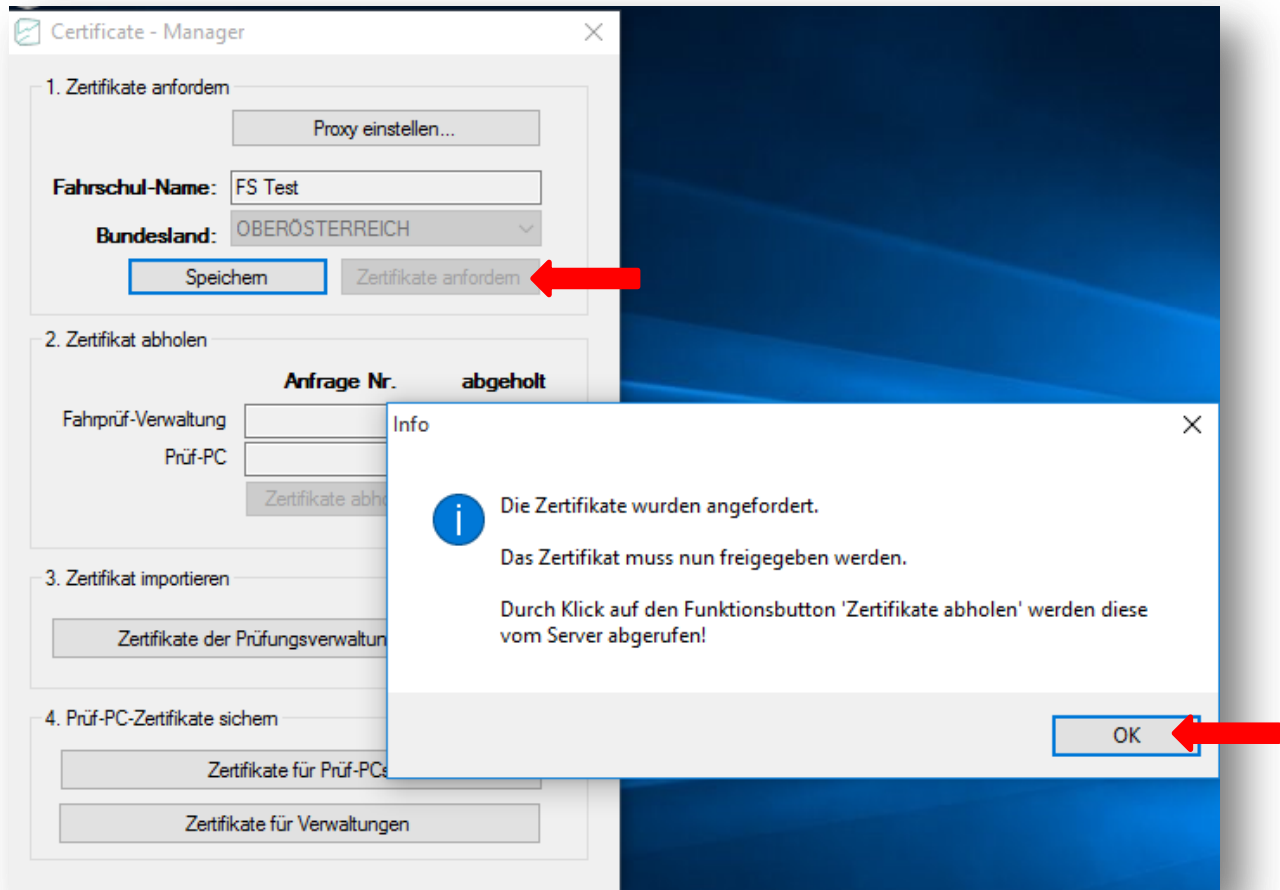 Certificate - Manager
1. Zertifikate anfordern
Proxy einstellen...
Fahrschul-Name: FS Test
Bundesland: OBERÖSTERREICH
Speichern Zertifikate anfordern
2. Zertifikat abholen
Anfrage Nr. abgeholt
Fahrprüf-Verwaltung
Prüf-PC
Zertifikate
3. Zertifikat importieren
Zertifikate der
4. Prüf-PC-Zertifikate sichern
Zertifikate für Prüf-PCs
Zertifikate für Verwaltungen
Info
Die Zertifikate wurden angefordert.
Das Zertifikat muss nun freigegeben werden.
Durch Klick auf den Funktionsbutton 'Zertifikate abholen' werden diese
vom Server abgerufen!
OK